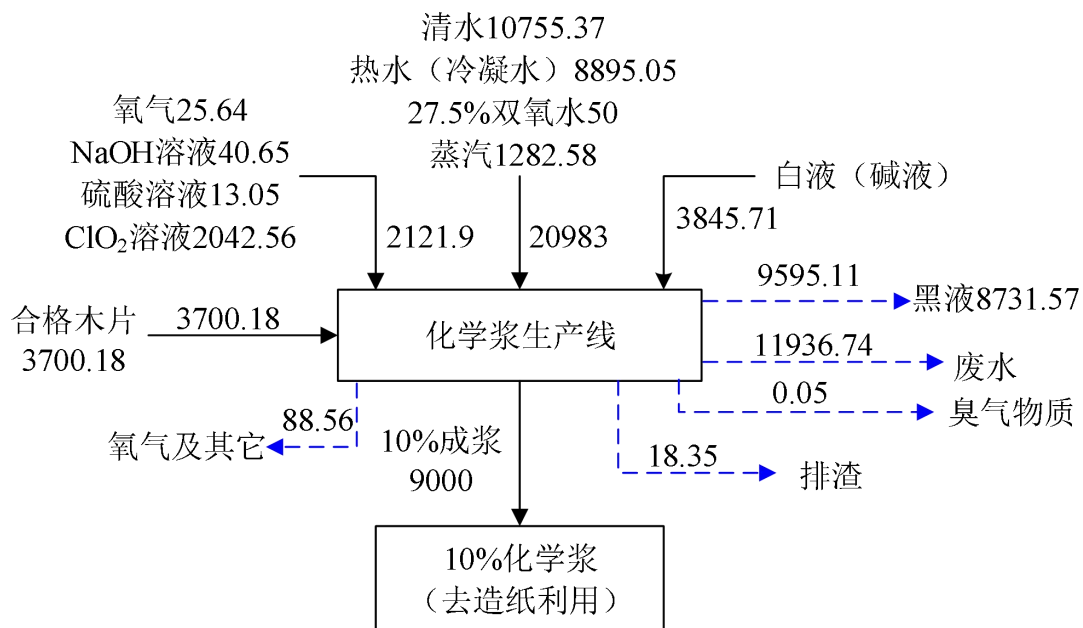 清水10755.37
热水（冷凝水）8895.05
27.5%双氧水50
蒸汽1282.58
氧气25.64
NaOH溶液40.65
硫酸溶液13.05
ClO₂溶液2042.56
白液（碱液）
2121.9
20983
3845.71
合格木片
3700.18
3700.18
化学浆生产线
9595.11
黑液8731.57
11936.74
废水
0.05
臭气物质
88.56
氧气及其它
10%成浆
9000
18.35
排渣
10%化学浆
（去造纸利用）